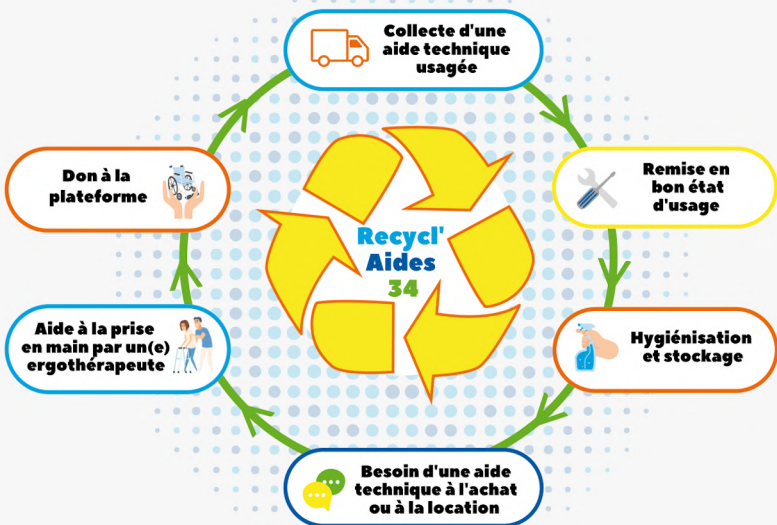 Collecte d'une
aide technique
usagée
Remise en
bon état
d'usage
Hygiénisation
et stockage
Besoin d'une aide
technique à l'achat
ou à la location
Aide à la prise
en main par un(e)
ergothérapeute
Don à la
plateforme
Recycl'
Aides
34